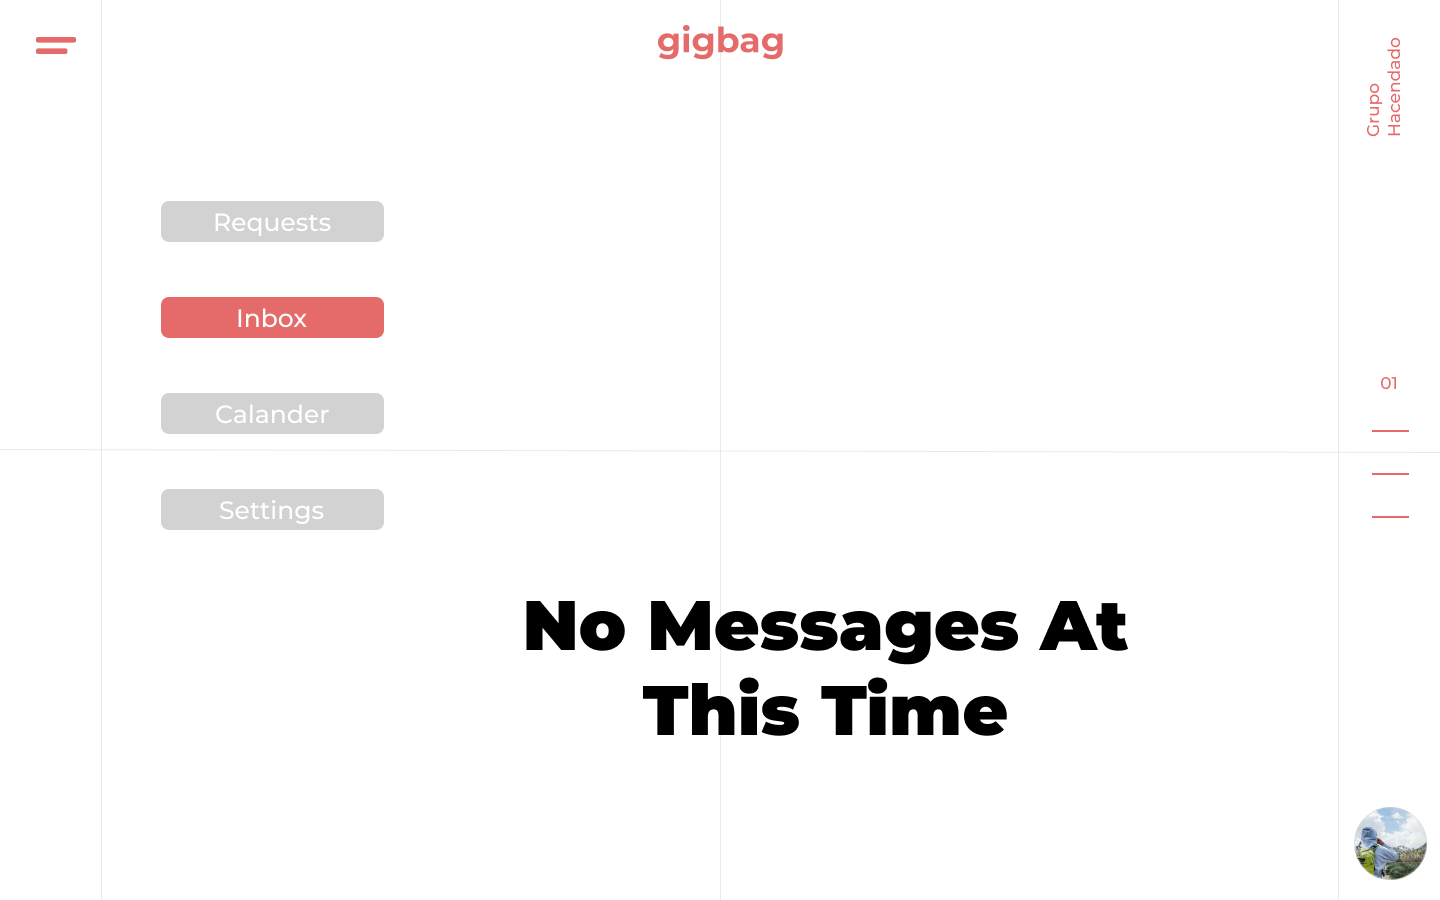 gigbag
Grupo
Hacendado
Requests
Inbox
Calander
Settings
01
No Messages At
This Time